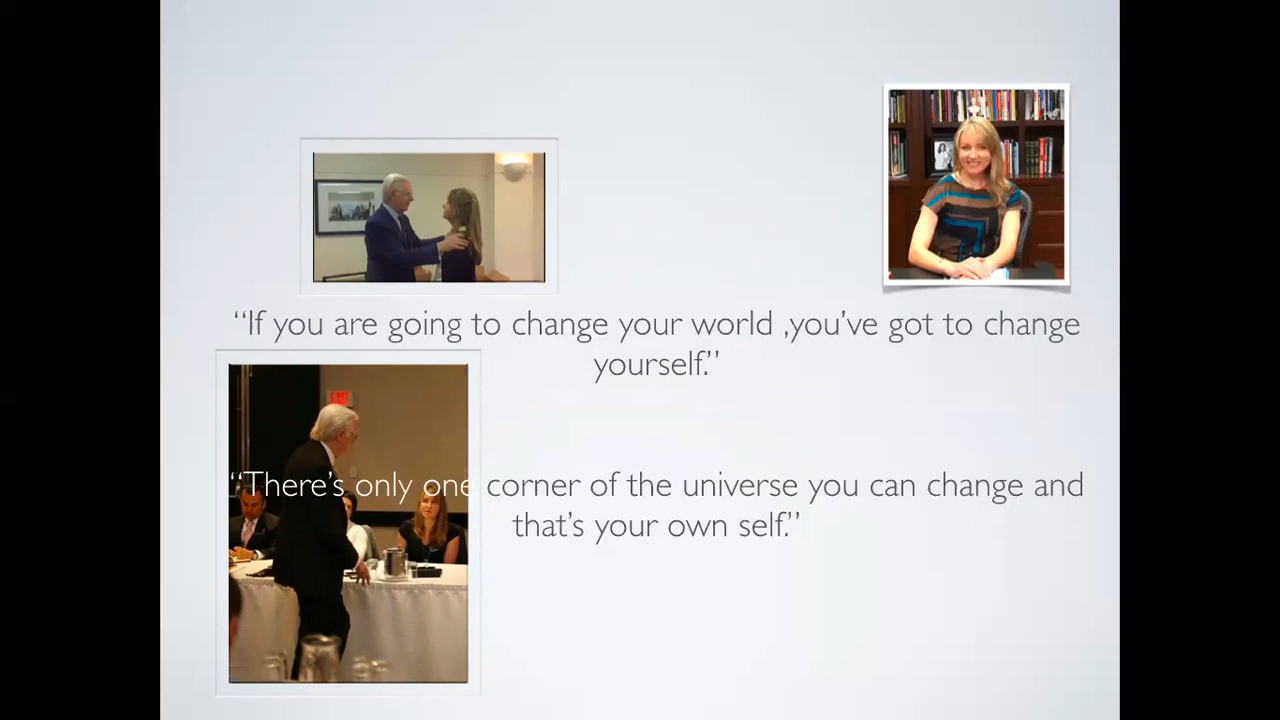 “If you are going to change your world ,you’ve got to change
yourself.”
EXIT
“There’s only one corner of the universe you can change and
that’s your own self.”